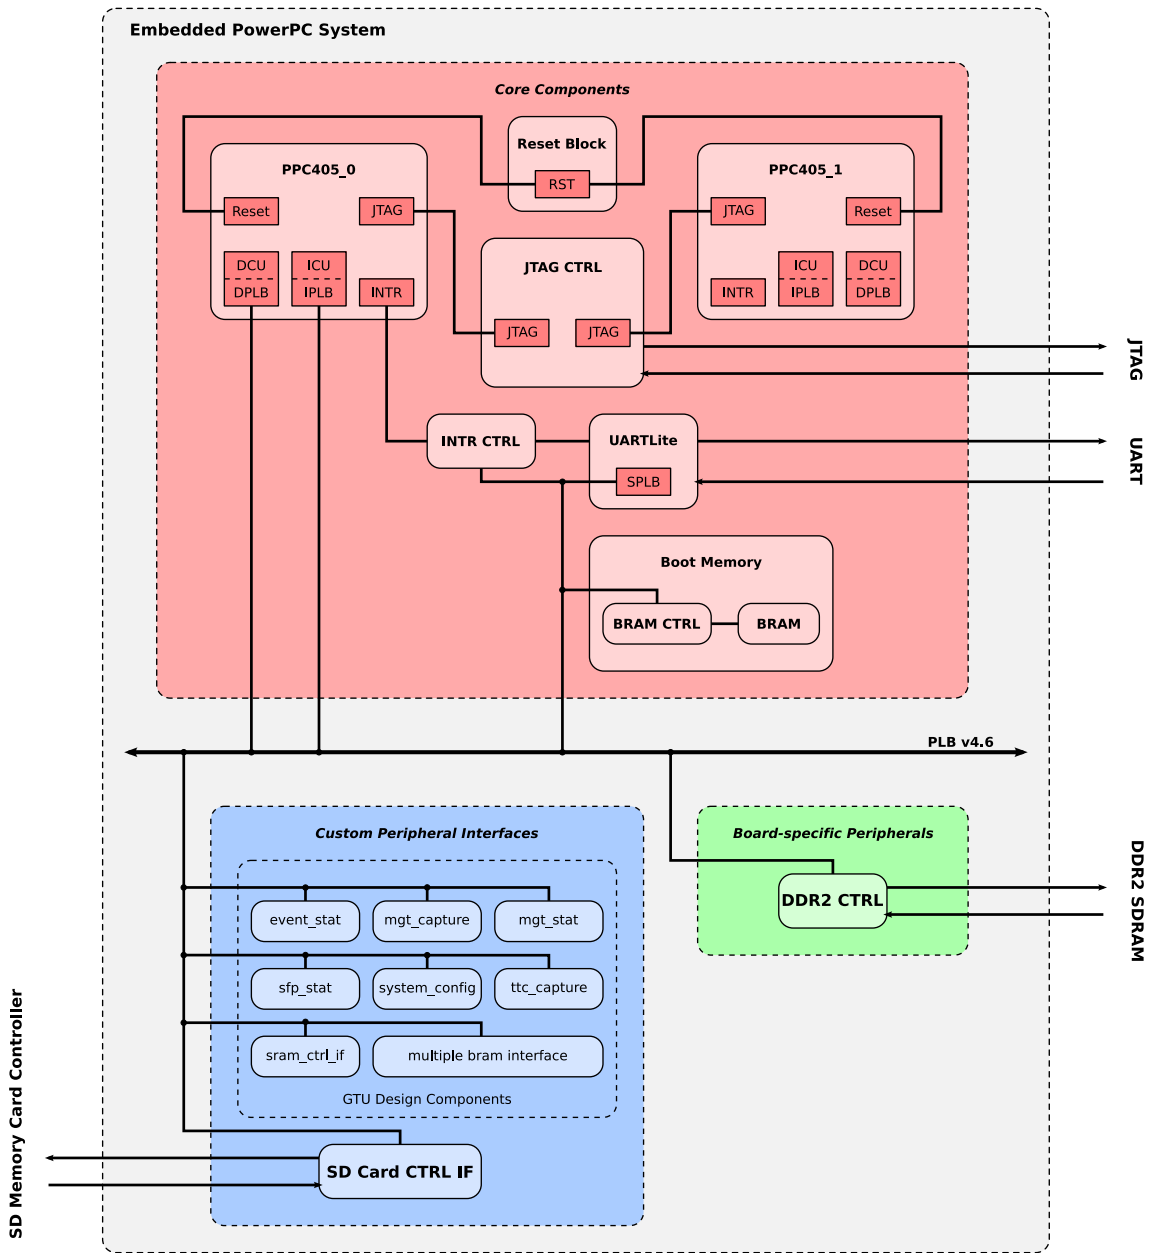 Embedded PowerPC System
Core Components
Reset Block
RST
PPC405_0
Reset
JTAG
DCU
DPLB
ICU
IPLB
INTR
PPC405_1
JTAG
Reset
INTR
ICU
IPLB
DCU
DPLB
JTAG CTRL
JTAG
JTAG
JTAG
INTR CTRL
UARTLite
SPLB
UART
Boot Memory
BRAM CTRL
BRAM
PLB v4.6
Custom Peripheral Interfaces
event_stat
mgt_capture
mgt_stat
sfp_stat
system_config
ttc_capture
sram_ctrl_if
multiple bram interface
GTU Design Components
SD Card CTRL IF
SD Memory Card Controller
Board-specific Peripherals
DDR2 CTRL
DDR2 SDRAM